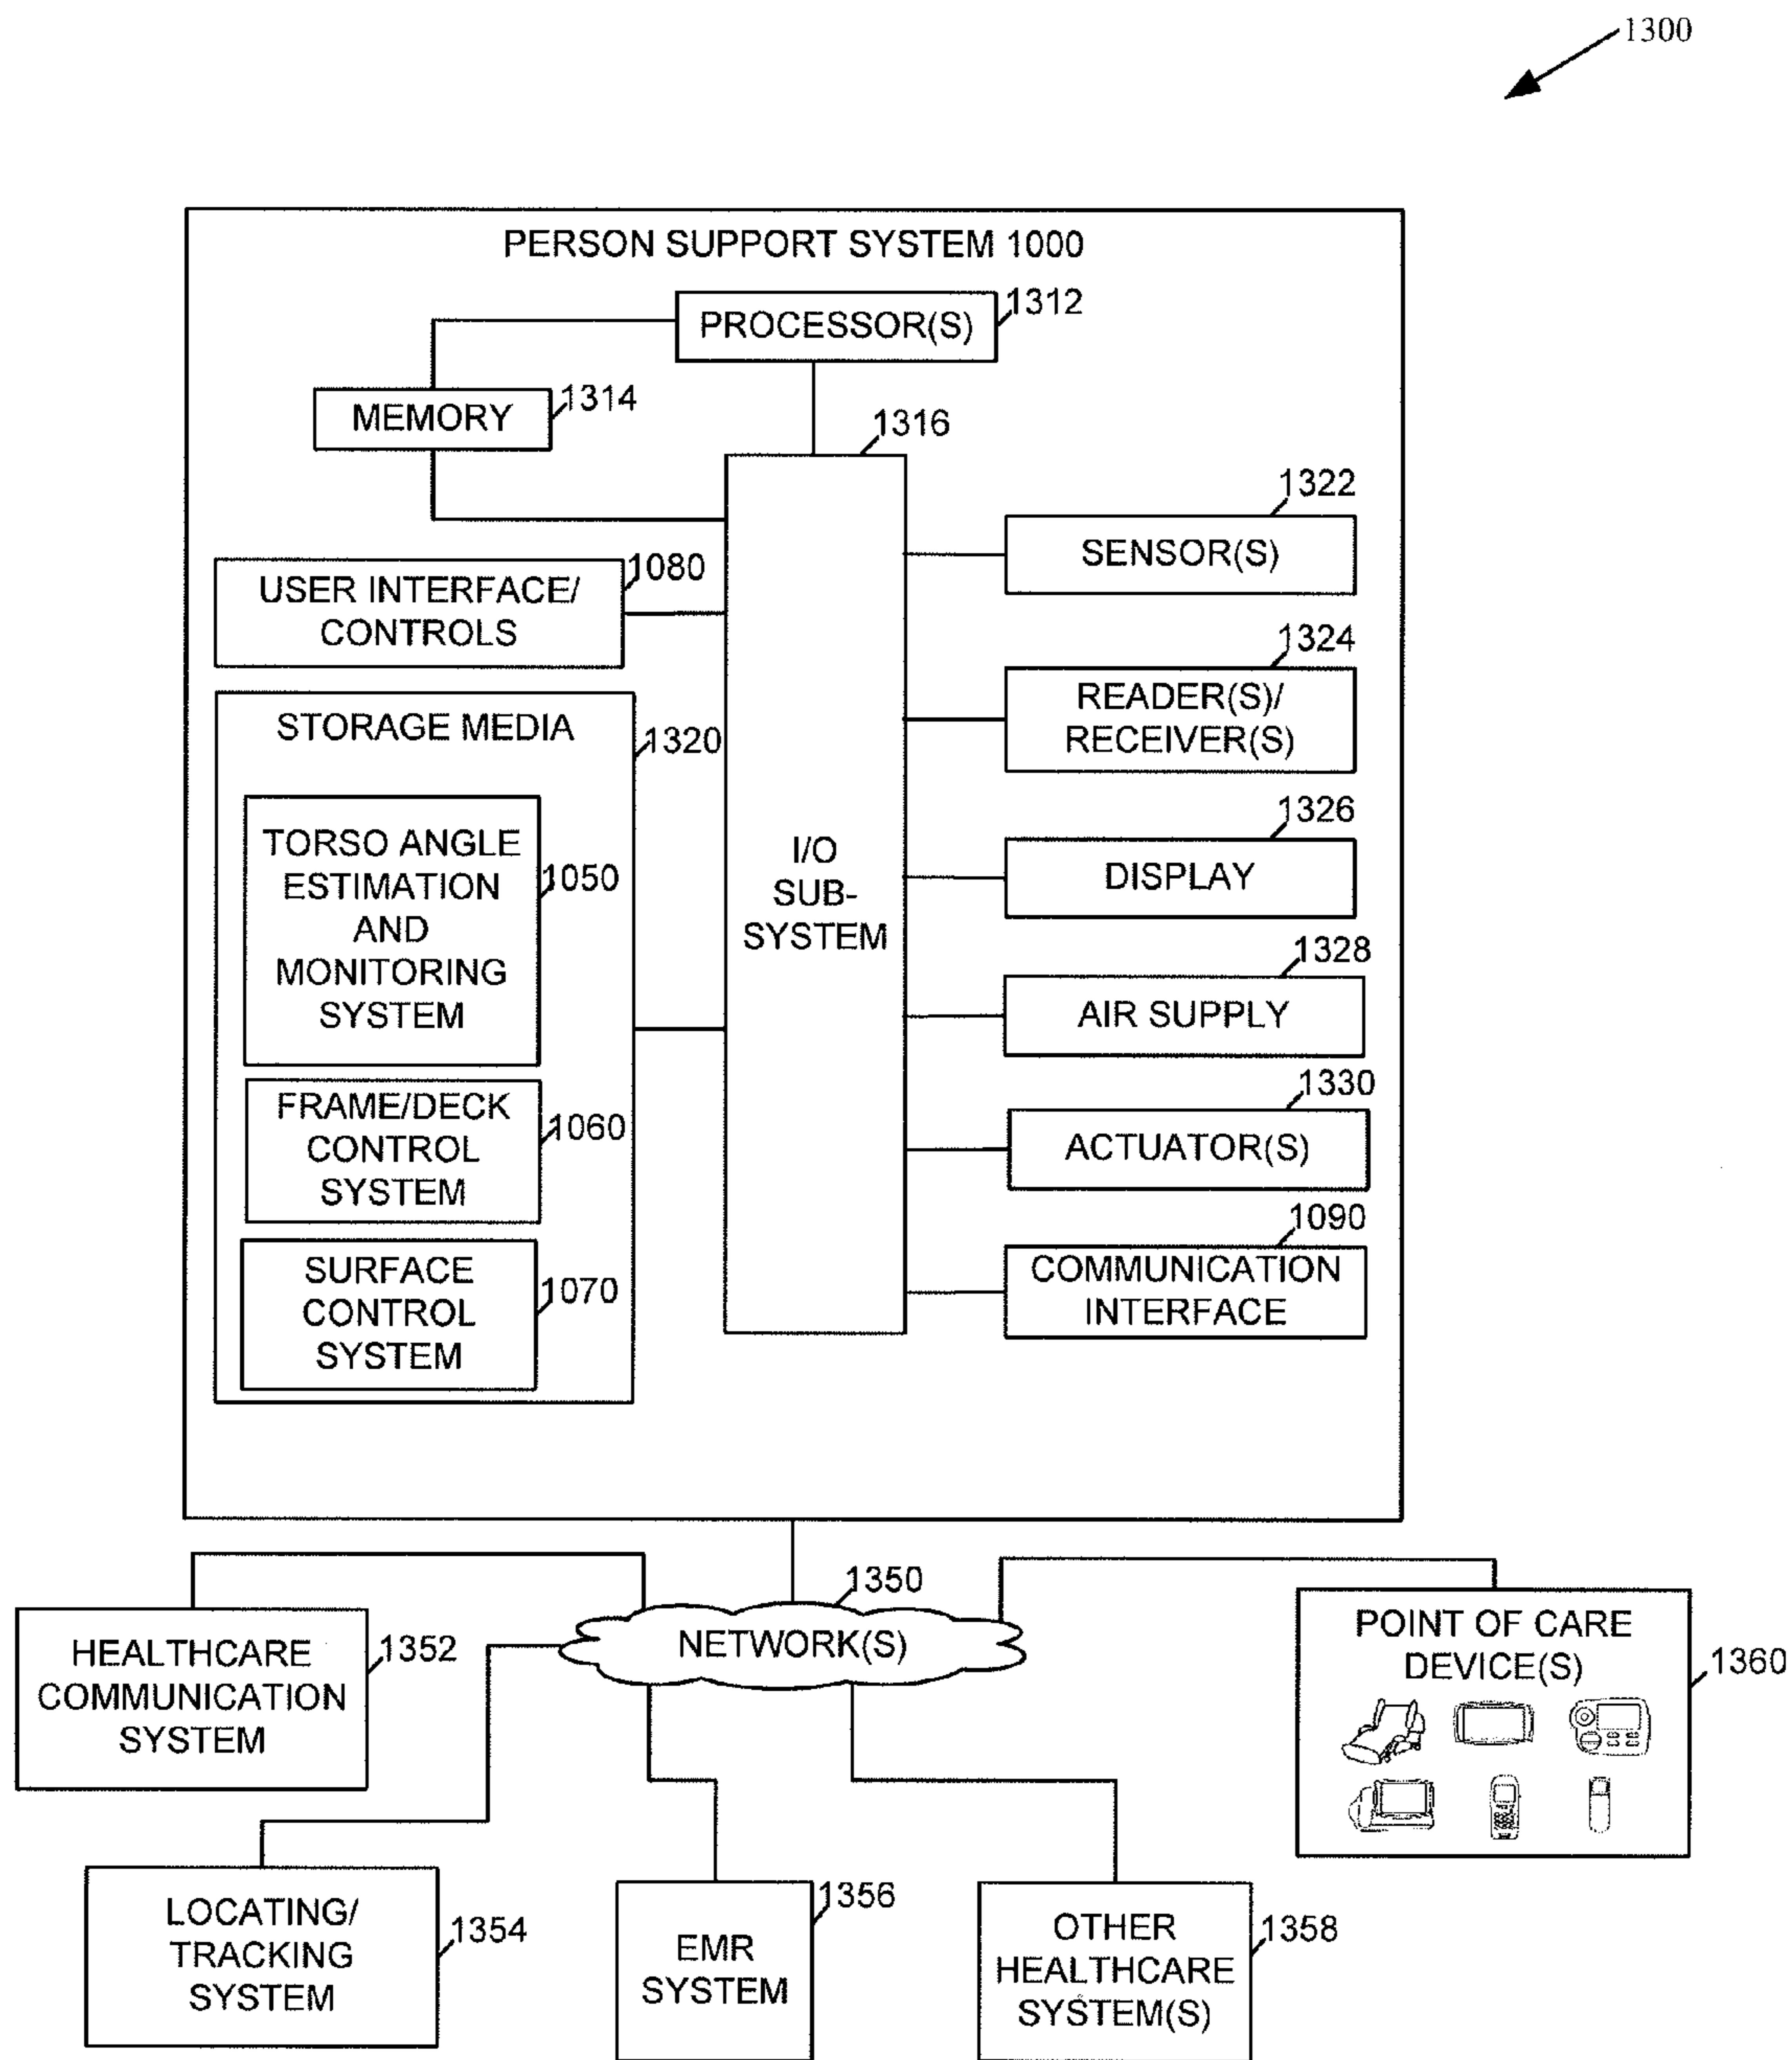 1300
PERSON SUPPORT SYSTEM 1000
PROCESSOR(S)
1312
MEMORY
1314
1316
USER INTERFACE/
CONTROLS
1080
STORAGE MEDIA
1320
TORSO ANGLE
ESTIMATION
AND
MONITORING
SYSTEM
1050
FRAME/DECK
CONTROL
SYSTEM
1060
SURFACE
CONTROL
SYSTEM
1070
I/O
SUB-
SYSTEM
1322
SENSOR(S)
1324
READER(S)/
RECEIVER(S)
1326
DISPLAY
1328
AIR SUPPLY
1330
ACTUATOR(S)
1090
COMMUNICATION
INTERFACE
1350
NETWORK(S)
HEALTHCARE
COMMUNICATION
SYSTEM
1352
POINT OF CARE
DEVICE(S)
1360
LOCATING/
TRACKING
SYSTEM
1354
EMR
SYSTEM
1356
OTHER
HEALTHCARE
SYSTEM(S)
1358